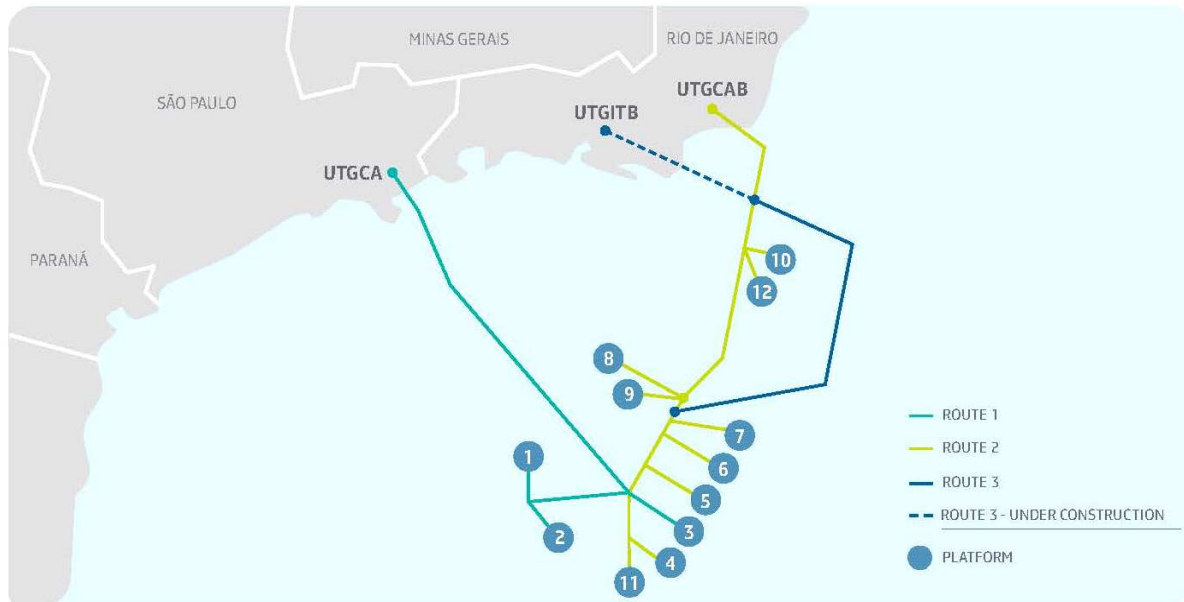 MINAS GERAIS
RIO DE JANEIRO
SÃO PAULO
UTGCAB
UTGITB
UTGCA
PARANÁ
10
12
8
9
7
6
5
1
2
3
4
11
ROUTE 1
ROUTE 2
ROUTE 3
ROUTE 3 - UNDER CONSTRUCTION
PLATFORM